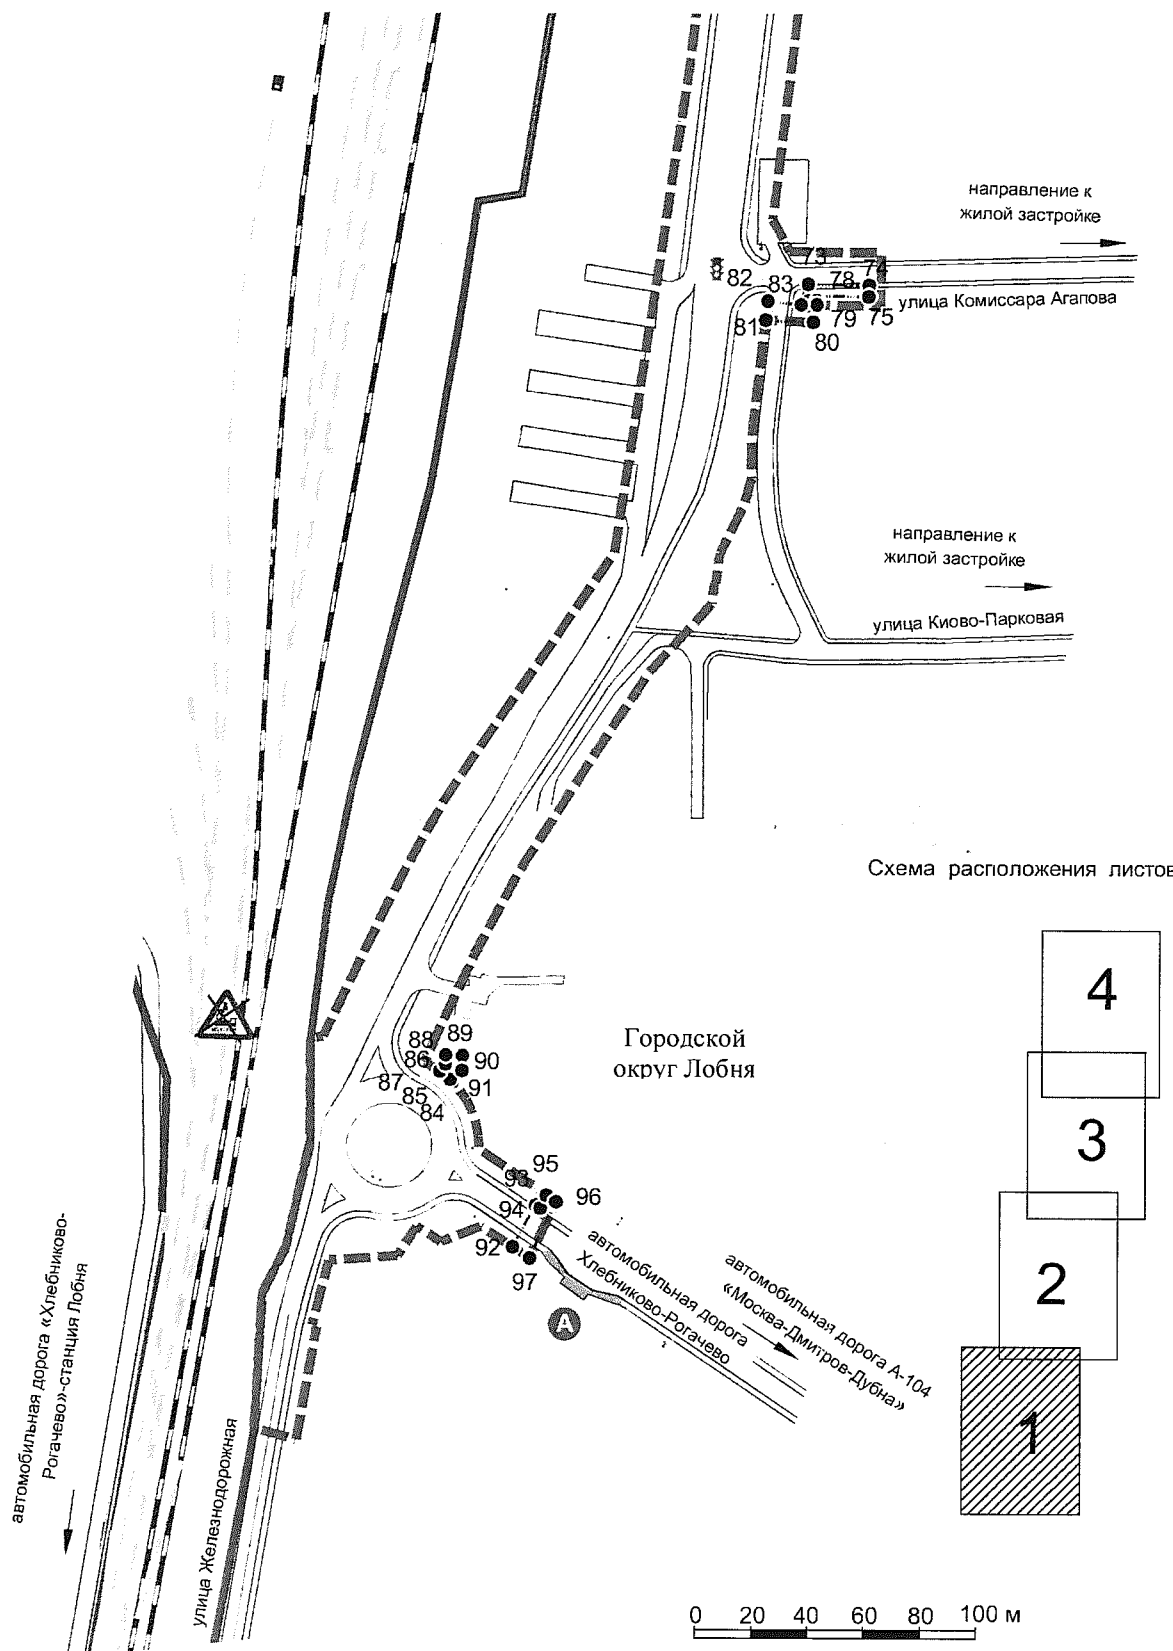 направление к
жилой застройке
73
74
82
83
78
улица Комиссара Агапова
81
79
75
80
направление к
жилой застройке
улица Киово-Парковая
Схема расположения листов
4
3
2
1
Городской
округ Лобня
88
89
86
90
87
85
91
84
95
93
96
94
92
97
А
автомобильная дорога
Хлебниково-Рогачево
автомобильная дорога А-104
«Москва-Дмитров-Дубна»
автомобильная дорога «Хлебниково-
Рогачево»-станция Лобня
улица Железнодорожная
0 20 40 60 80 100 м